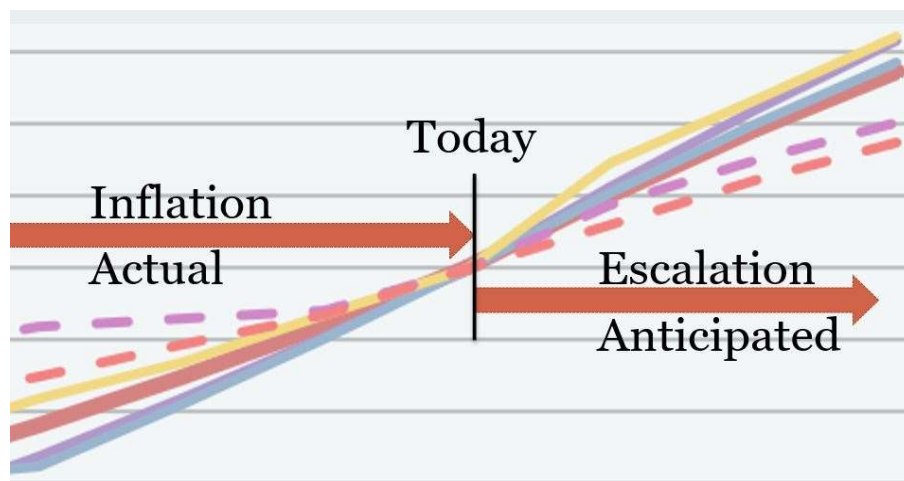 Today
Inflation
Actual
Escalation
Anticipated